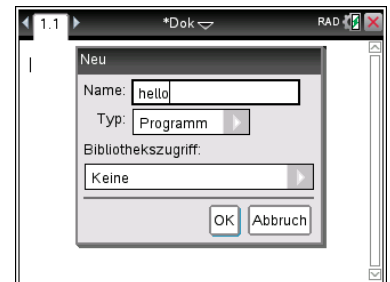 1.1 *Dok RAD
Neu
Name: hello
Typ: Programm
Bibliothekszugriff:
Keine
OK Abbruch